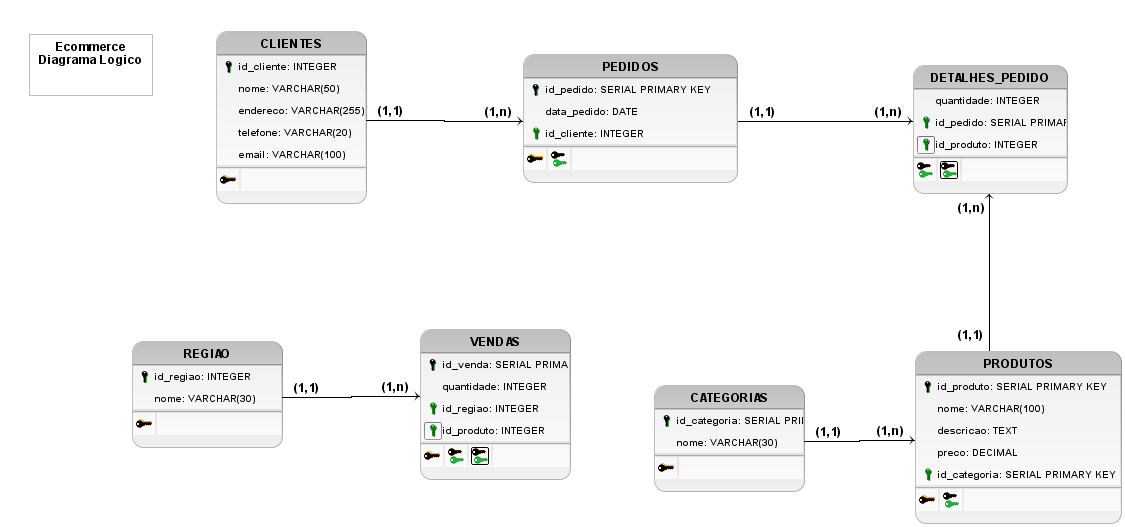 Ecommerce
Diagrama Logico
CLIENTES
id_cliente: INTEGER
nome: VARCHAR(50)
endereco: VARCHAR(255)
telefone: VARCHAR(20)
email: VARCHAR(100)
(1,1)
(1,n)
PEDIDOS
id_pedido: SERIAL PRIMARY KEY
data_pedido: DATE
id_cliente: INTEGER
(1,1)
(1,n)
DETALHES_PEDIDO
quantidade: INTEGER
id_pedido: SERIAL PRIMAR
id_produto: INTEGER
(1,n)
(1,1)
REGIAO
id_regiao: INTEGER
nome: VARCHAR(30)
(1,1)
(1,n)
VENDAS
id_venda: SERIAL PRIMA
quantidade: INTEGER
id_regiao: INTEGER
id_produto: INTEGER
CATEGORIAS
id_categoria: SERIAL PRI
nome: VARCHAR(30)
(1,1)
(1,n)
PRODUTOS
id_produto: SERIAL PRIMARY KEY
nome: VARCHAR(100)
descricao: TEXT
preco: DECIMAL
id_categoria: SERIAL PRIMARY KEY